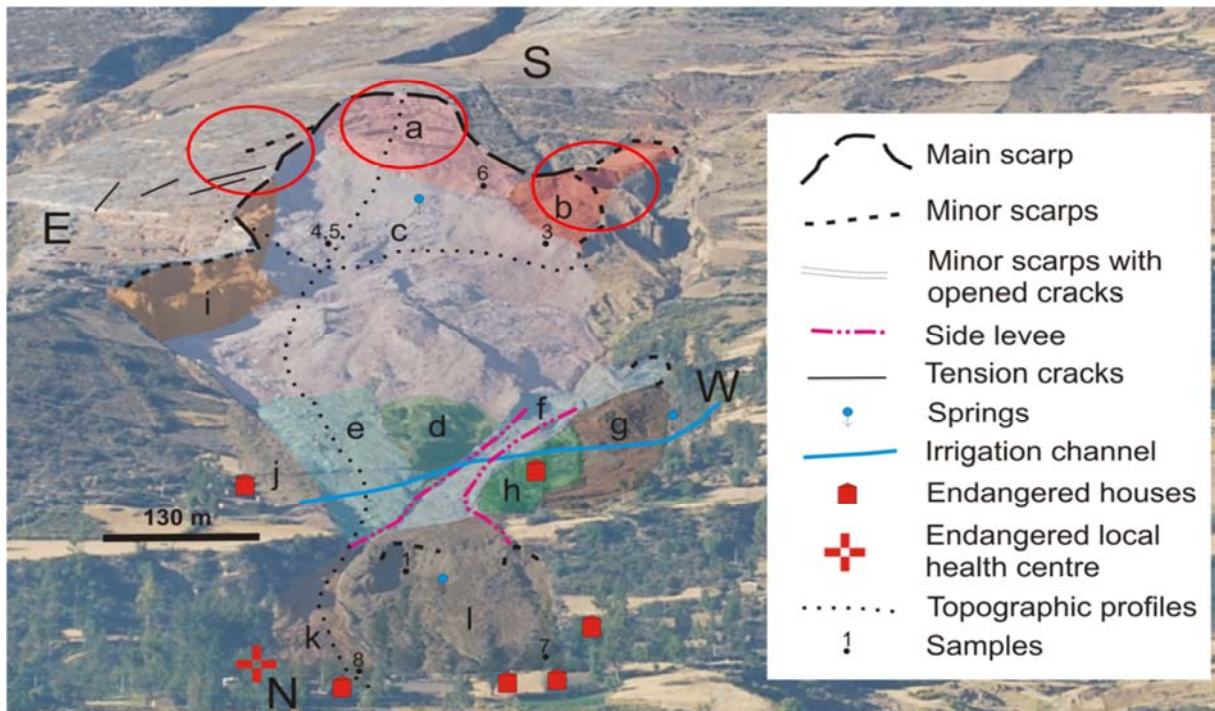 S
a
6
b
E
4,5
c
3
i
W
f
e
d
g
j
h
130 m
1
l
k
7
8
N
Main scarp
Minor scarps
Minor scarps with
opened cracks
Side levee
Tension cracks
Springs
Irrigation channel
Endangered houses
Endangered local
health centre
Topographic profiles
1
Samples